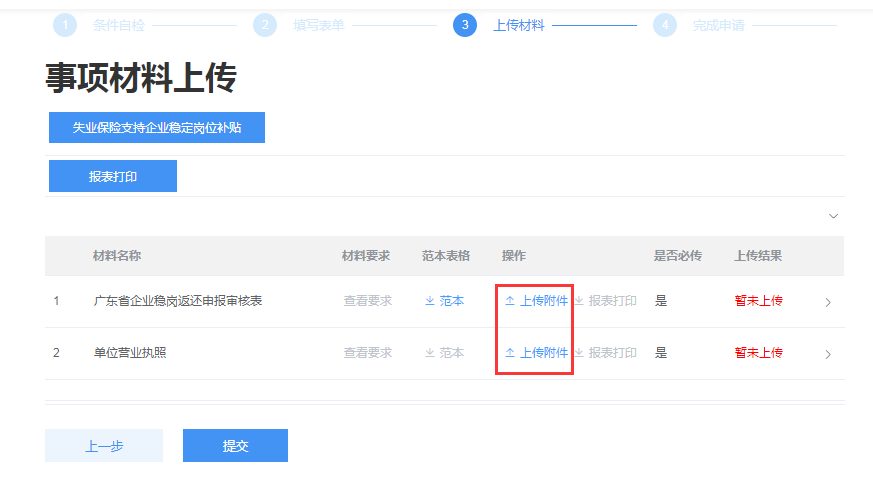 1 条件自检 2 填写表单 3 上传材料 4 完成申请
事项材料上传
失业保险支持企业稳定岗位补贴
报表打印
材料名称 材料要求 范本表格 操作 是否必传 上传结果
1 广东省企业稳岗返还申报审核表 查看要求 范本 上传附件 报表打印 是 暂未上传
2 单位营业执照 查看要求 范本 上传附件 报表打印 是 暂未上传
上一步 提交